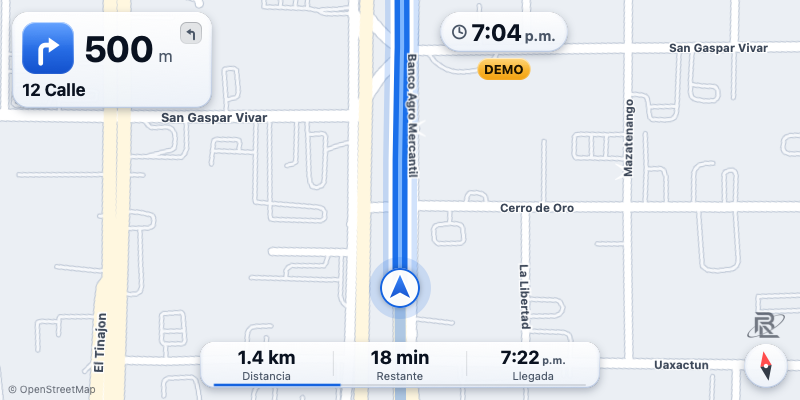 500 m
12 Calle
7:04 p.m.
DEMO
San Gaspar Vivar
San Gaspar Vivar
Banco Agro Mercantil
Mazatenango
Cerro de Oro
La Libertad
El Tinajon
Uaxactun
1.4 km
Distancia
18 min
Restante
7:22 p.m.
Llegada
© OpenStreetMap